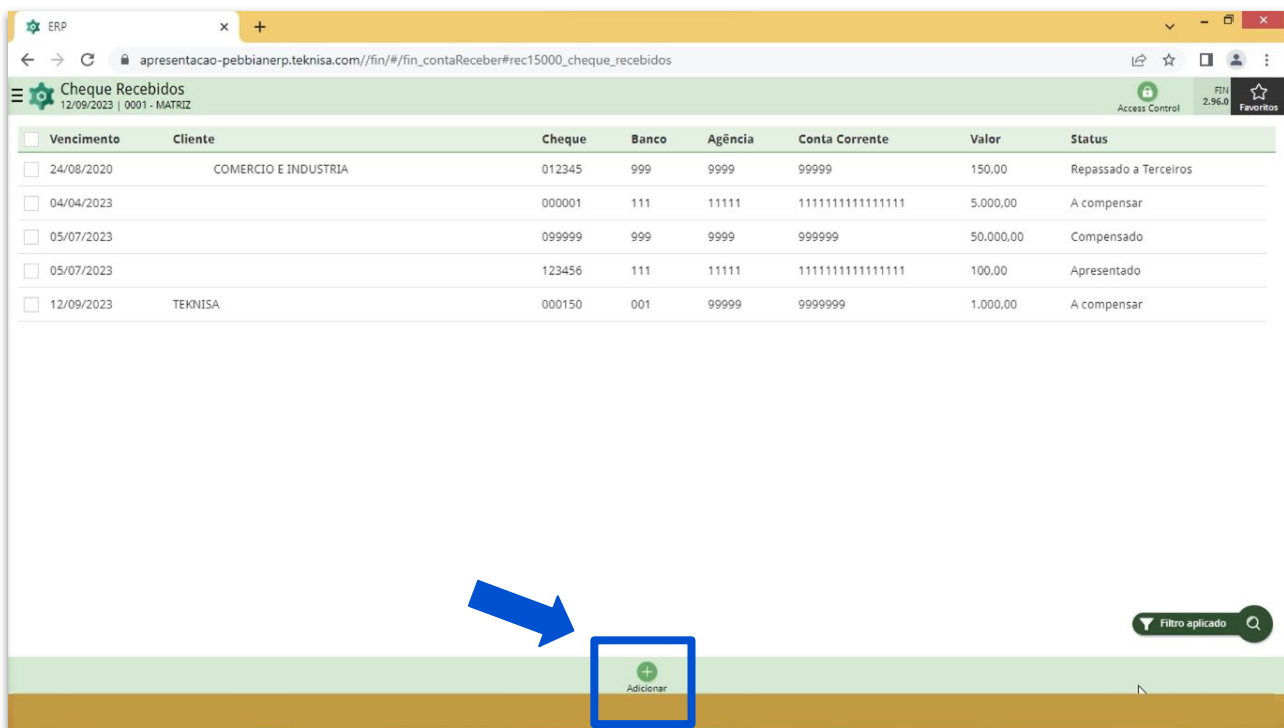 ERP
apresentacao-pebbianerp.teknisa.com//fin/#/fin_contaReceber#rec15000_cheque_recebidos
Cheque Recebidos
12/09/2023 | 0001 - MATRIZ
Access Control
FIN
2.96.0
Favoritos
Vencimento Cliente Cheque Banco Agência Conta Corrente Valor Status
24/08/2020 COMERCIO E INDUSTRIA 012345 999 9999 99999 150,00 Repassado a Terceiros
04/04/2023 000001 111 11111 1111111111111111 5.000,00 A compensar
05/07/2023 099999 999 9999 999999 50.000,00 Compensado
05/07/2023 123456 111 11111 1111111111111111 100,00 Apresentado
12/09/2023 TEKNISA 000150 001 99999 9999999 1.000,00 A compensar
Filtro aplicado
Adicionar